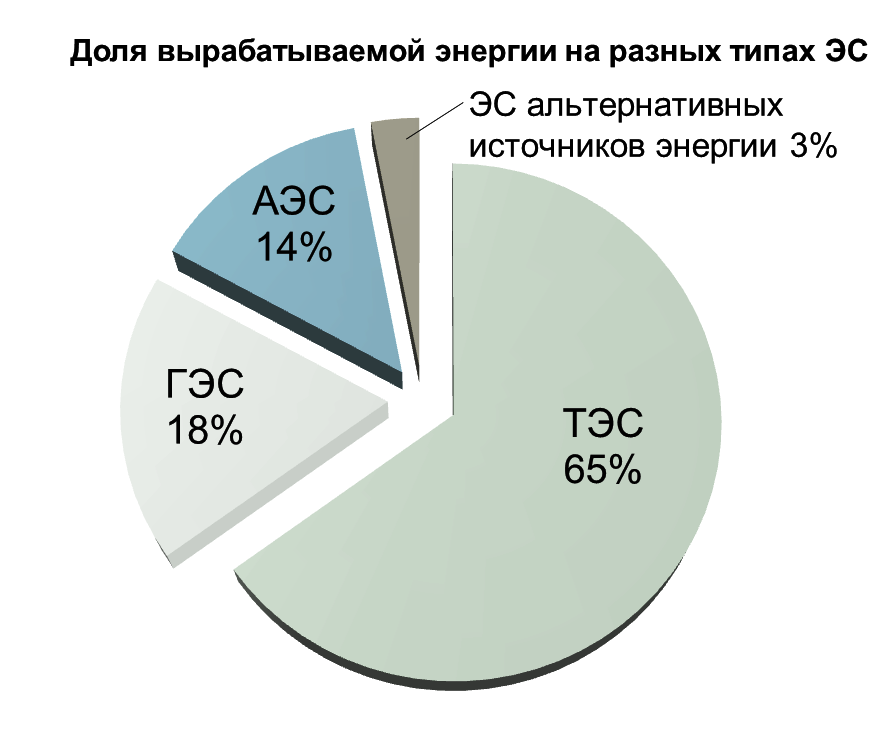 Доля вырабатываемой энергии на разных типах ЭС
ЭС альтернативных
источников энергии 3%
АЭС
14%
ГЭС
18%
ТЭС
65%